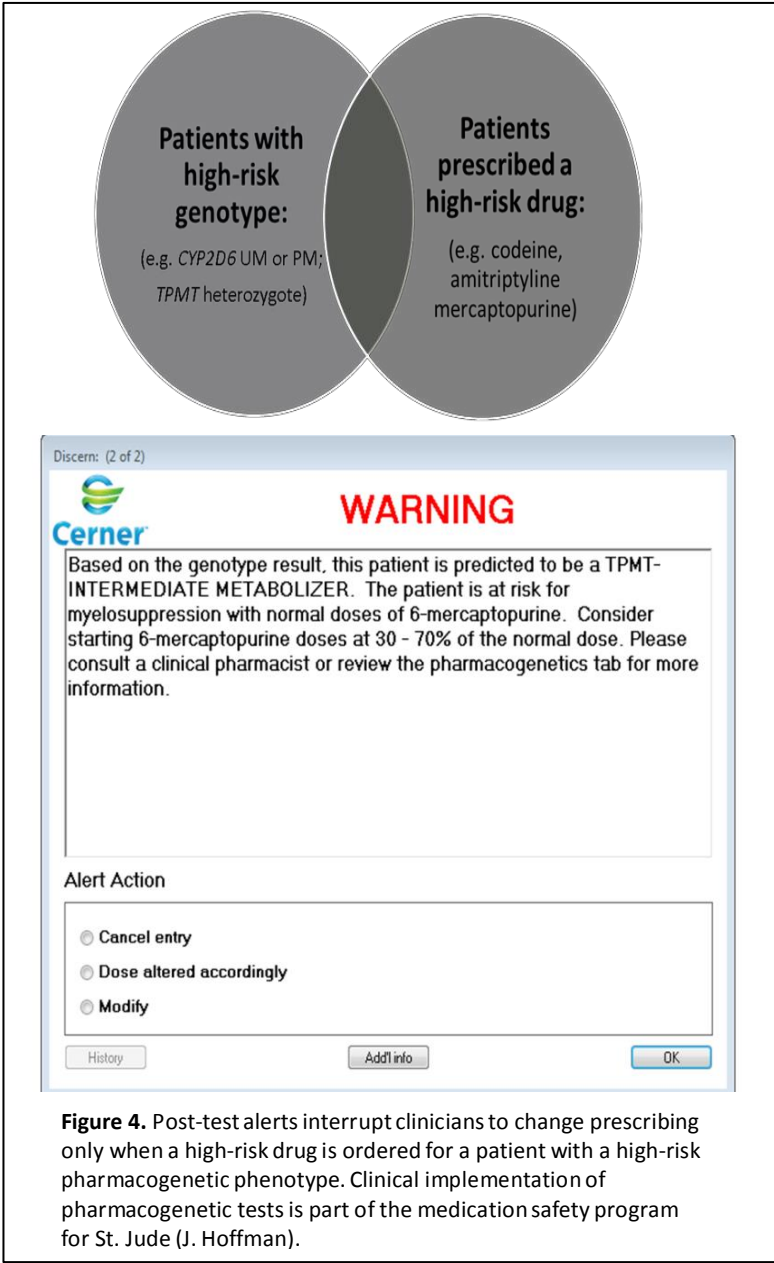 Patients with
high-risk
genotype:
(e.g. CYP2D6 UM or PM;
TPMT heterozygote)
Patients
prescribed a
high-risk drug:
(e.g. codeine,
amitriptyline
mercaptopurine)
Discern: (2 of 2)
Cerner
WARNING
Based on the genotype result, this patient is predicted to be a TPMT-
INTERMEDIATE METABOLIZER. The patient is at risk for
myelosuppression with normal doses of 6-mercaptopurine. Consider
starting 6-mercaptopurine doses at 30 - 70% of the normal dose. Please
consult a clinical pharmacist or review the pharmacogenetics tab for more
information.
Alert Action
Cancel entry
Dose altered accordingly
Modify
History
Add'l info
OK
Figure 4. Post-test alerts interrupt clinicians to change prescribing
only when a high-risk drug is ordered for a patient with a high-risk
pharmacogenetic phenotype. Clinical implementation of
pharmacogenetic tests is part of the medication safety program
for St. Jude (J. Hoffman).